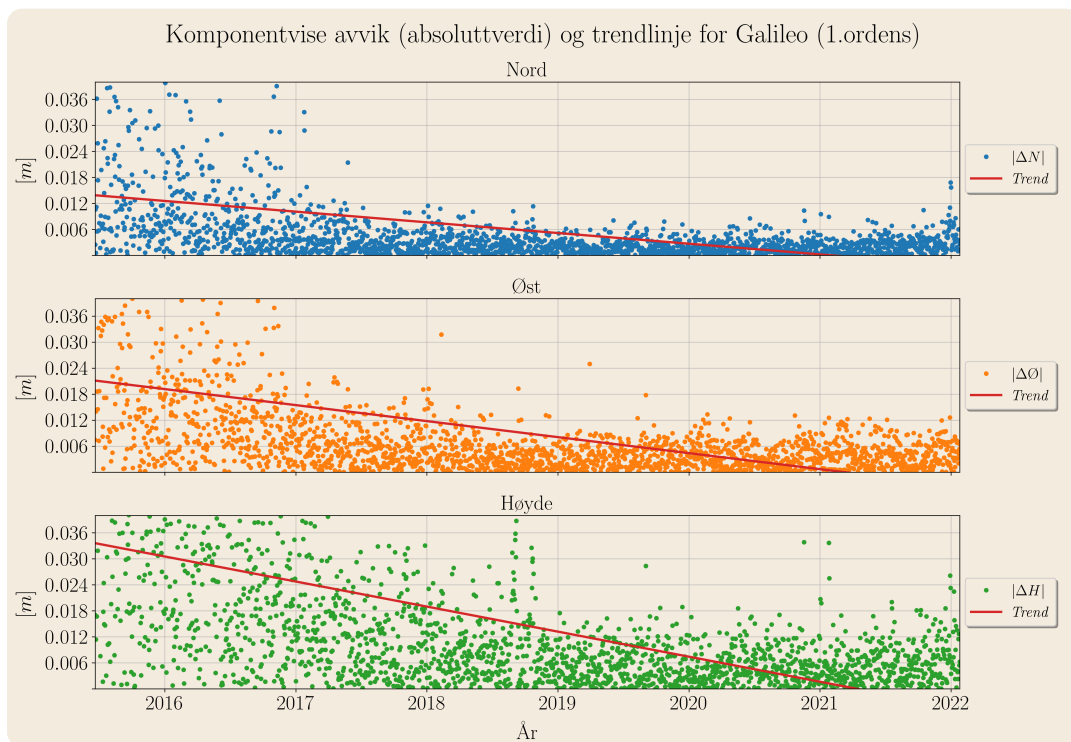 Komponentvise avvik (absoluttverdi) og trendlinje for Galileo (1.ordens)
Nord
0.036
0.030
0.024
0.018
0.012
0.006
[m]
|ΔN|
Trend
Øst
0.036
0.030
0.024
0.018
0.012
0.006
[m]
|ΔØ|
Trend
Høyde
0.036
0.030
0.024
0.018
0.012
0.006
[m]
|ΔH|
Trend
2016 2017 2018 2019 2020 2021 2022
År